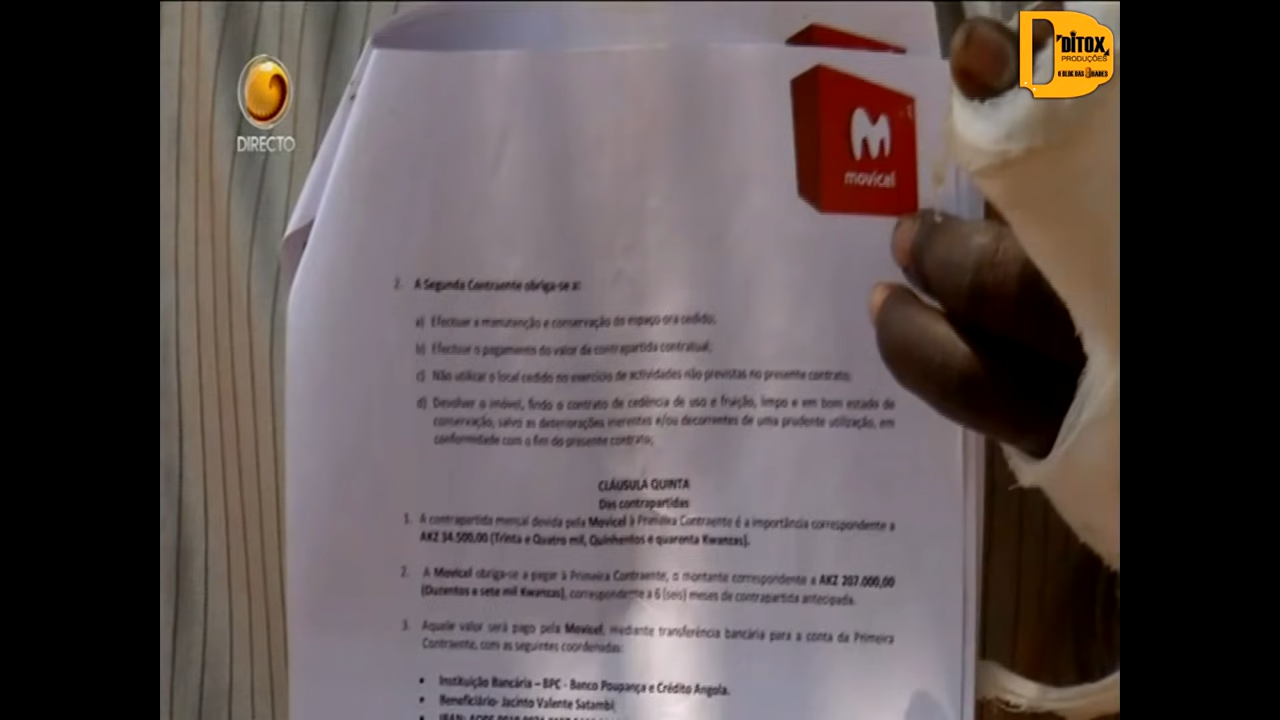 DIRECTO
D'DITOX
PRODUÇÕES
O BLOG DAS BDADES
movicel
2. A Segunda Contraente obriga-se a:
a) Efectuar a manutenção e conservação do espaço ora cedido;
b) Efectuar o pagamento do valor da contrapartida contratual;
c) Não utilizar o local cedido no exercício de actividades não previstas no presente contrato;
d) Devolver o imóvel, findo o contrato de cedência de uso e fruição, limpo e em bom estado de
conservação, salvo as deteriorações inerentes e/ou decorrentes de uma prudente utilização, em
conformidade com o fim do presente contrato;
CLÁUSULA QUINTA
Das contrapartidas
1. A contrapartida mensal devida pela Movicel à Primeira Contraente é a importância correspondente a
AKZ 34.500,00 (Trinta e Quatro mil, Quinhentos e quarenta Kwanzas).
2. A Movicel obriga-se a pagar à Primeira Contraente, o montante correspondente a AKZ 207.000,00
(Duzentos e sete mil Kwanzas), correspondente a 6 (seis) meses de contrapartida antecipada.
3. Aquele valor será pago pela Movicel, mediante transferência bancária para a conta da Primeira
Contraente, com as seguintes coordenadas:
• Instituição Bancária – BPC - Banco Poupança e Crédito Angola.
• Beneficiário- Jacinto Valente Satambi